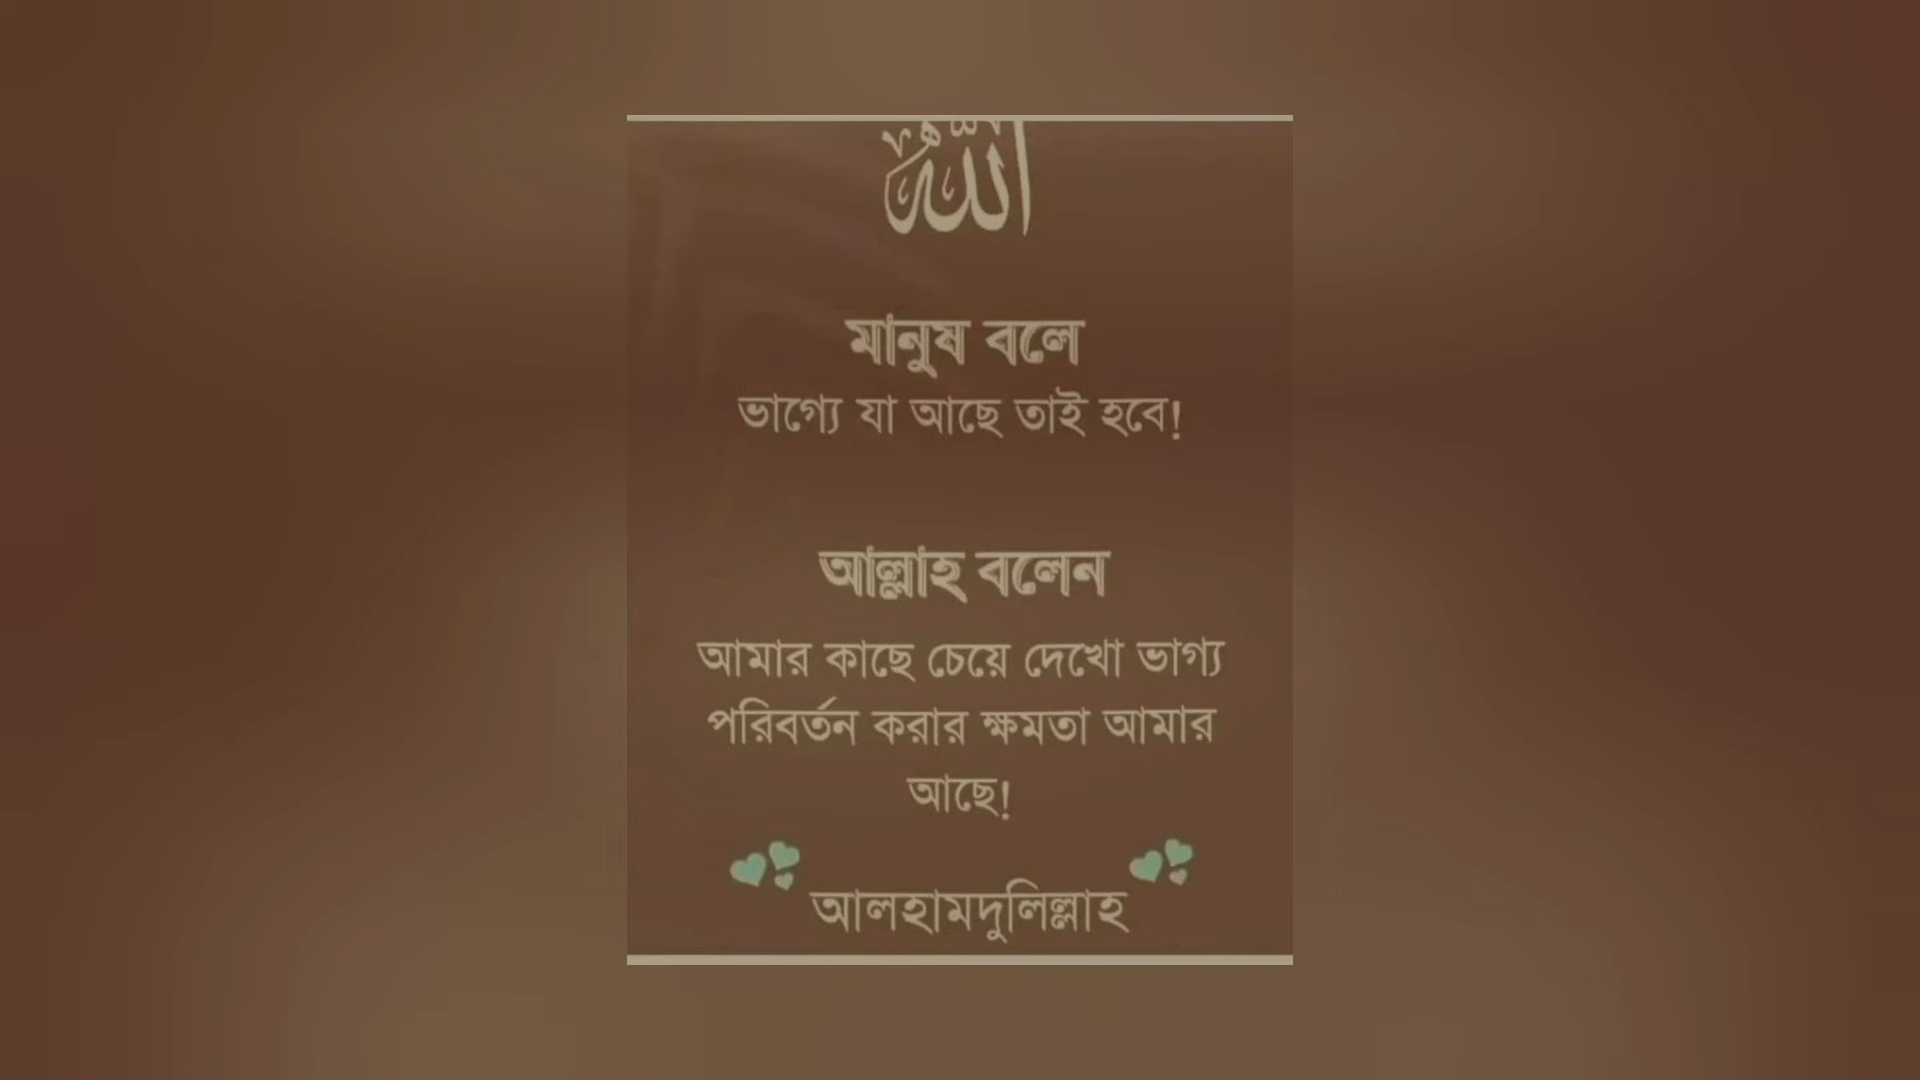 الله
মানুষ বলে
ভাগ্যে যা আছে তাই হবে!
আল্লাহ বলেন
আমার কাছে চেয়ে দেখো ভাগ্য
পরিবর্তন করার ক্ষমতা আমার
আছে!
আলহামদুলিল্লাহ